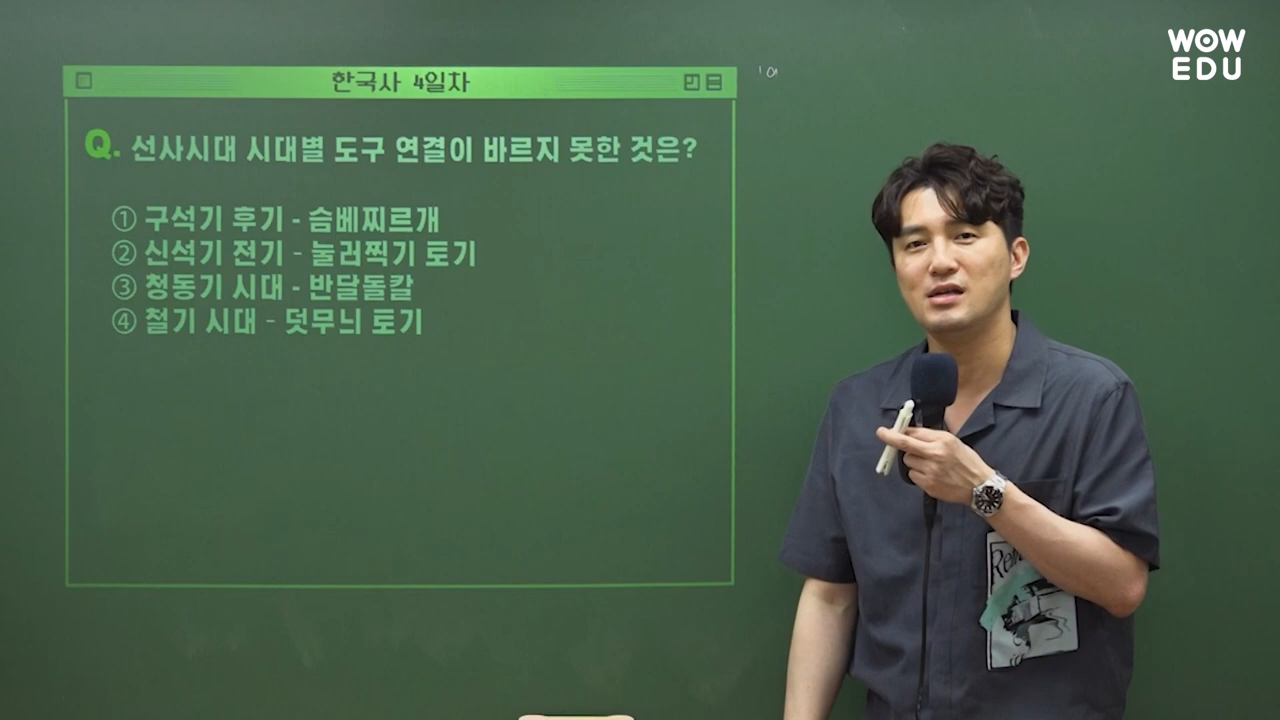 WOW
EDU
한국사 4일차
Q. 선사시대 시대별 도구 연결이 바르지 못한 것은?
① 구석기 후기 - 슴베찌르개
② 신석기 전기 - 눌러찍기 토기
③ 청동기 시대 - 반달돌칼
④ 철기 시대 - 덧무늬 토기